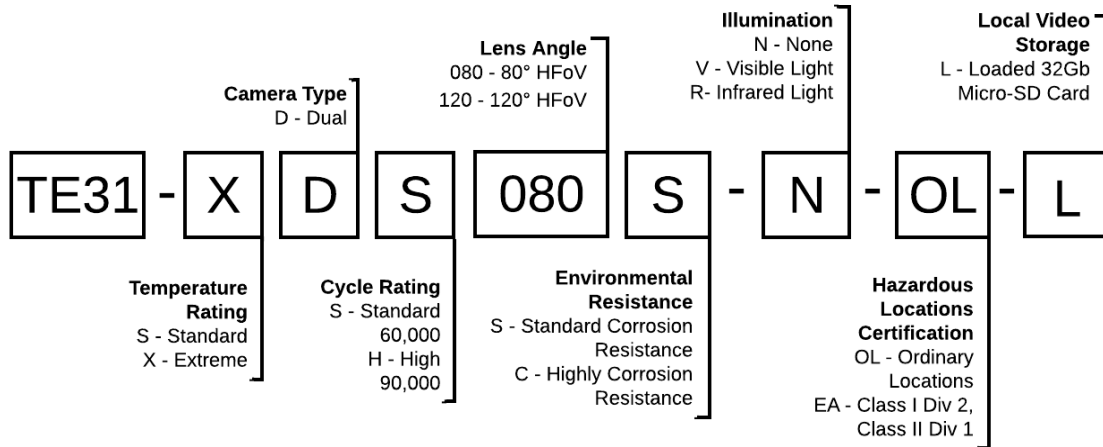 Illumination
N - None
V - Visible Light
R- Infrared Light
Local Video
Storage
L - Loaded 32Gb
Micro-SD Card
Lens Angle
080 - 80° HFoV
120 - 120° HFoV
Camera Type
D - Dual
TE31 - X D S 080 S - N - OL - L
Temperature
Rating
S - Standard
X - Extreme
Cycle Rating
S - Standard
60,000
H - High
90,000
Environmental
Resistance
S - Standard Corrosion
Resistance
C - Highly Corrosion
Resistance
Hazardous
Locations
Certification
OL - Ordinary
Locations
EA - Class I Div 2,
Class II Div 1